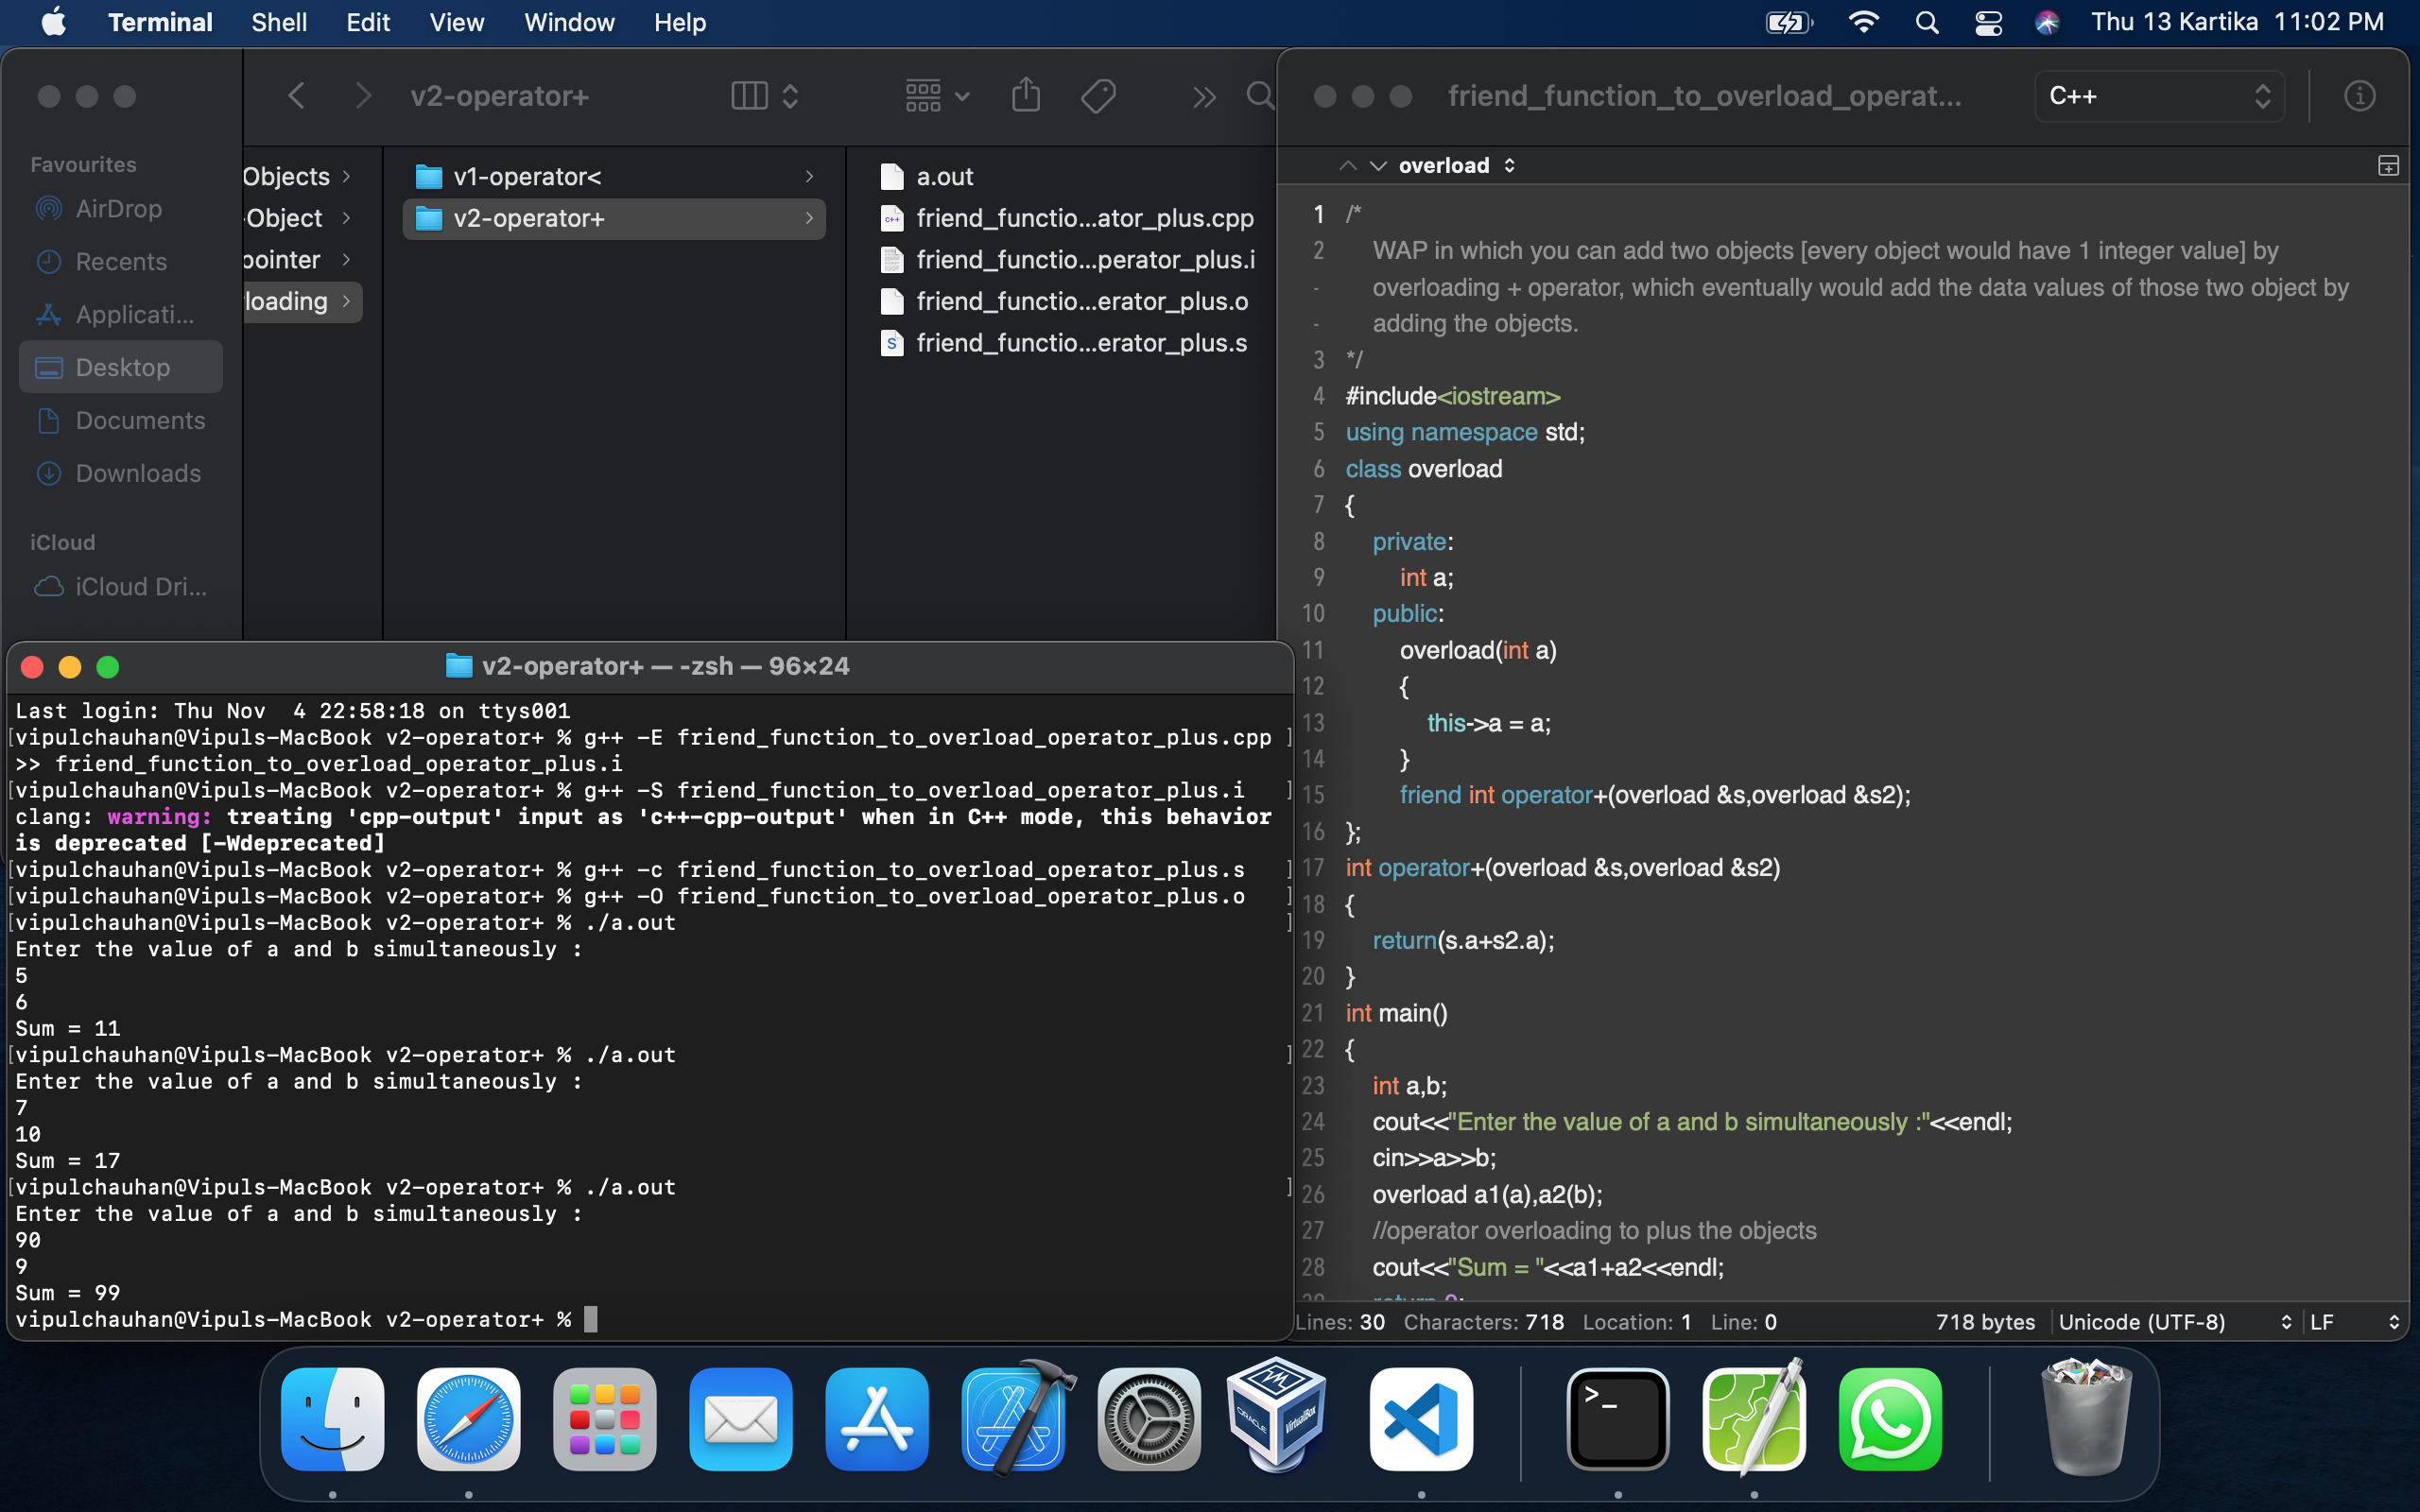 Terminal Shell Edit View Window Help Thu 13 Kartika 11:02 PM
v2-operator+
Favourites
AirDrop
Recents
Applicati...
Desktop
Documents
Downloads
iCloud
iCloud Dri...
Objects
-Object
pointer
loading
v1-operator<
v2-operator+
a.out
friend_functio...ator_plus.cpp
friend_functio...perator_plus.i
friend_functio...erator_plus.o
friend_functio...erator_plus.s
friend_function_to_overload_operat... C++
overload
1 /*
2 WAP in which you can add two objects [every object would have 1 integer value] by
- overloading + operator, which eventually would add the data values of those two object by
- adding the objects.
3 */
4 #include<iostream>
5 using namespace std;
6 class overload
7 {
8 private:
9 int a;
10 public:
11 overload(int a)
12 {
13 this->a = a;
14 }
15 friend int operator+(overload &s,overload &s2);
16 };
17 int operator+(overload &s,overload &s2)
18 {
19 return(s.a+s2.a);
20 }
21 int main()
22 {
23 int a,b;
24 cout<<"Enter the value of a and b simultaneously :"<<endl;
25 cin>>a>>b;
26 overload a1(a),a2(b);
27 //operator overloading to plus the objects
28 cout<<"Sum = "<<a1+a2<<endl;
Lines: 30 Characters: 718 Location: 1 Line: 0 718 bytes Unicode (UTF-8) LF
v2-operator+ — -zsh — 96×24
Last login: Thu Nov  4 22:58:18 on ttys001
[vipulchauhan@Vipuls-MacBook v2-operator+ % g++ -E friend_function_to_overload_operator_plus.cpp ]
>> friend_function_to_overload_operator_plus.i
[vipulchauhan@Vipuls-MacBook v2-operator+ % g++ -S friend_function_to_overload_operator_plus.i ]
clang: warning: treating 'cpp-output' input as 'c++-cpp-output' when in C++ mode, this behavior
is deprecated [-Wdeprecated]
[vipulchauhan@Vipuls-MacBook v2-operator+ % g++ -c friend_function_to_overload_operator_plus.s ]
[vipulchauhan@Vipuls-MacBook v2-operator+ % g++ -O friend_function_to_overload_operator_plus.o ]
[vipulchauhan@Vipuls-MacBook v2-operator+ % ./a.out ]
Enter the value of a and b simultaneously :
5
6
Sum = 11
[vipulchauhan@Vipuls-MacBook v2-operator+ % ./a.out ]
Enter the value of a and b simultaneously :
7
10
Sum = 17
[vipulchauhan@Vipuls-MacBook v2-operator+ % ./a.out ]
Enter the value of a and b simultaneously :
90
9
Sum = 99
vipulchauhan@Vipuls-MacBook v2-operator+ %
ORACLE VirtualBox
>_